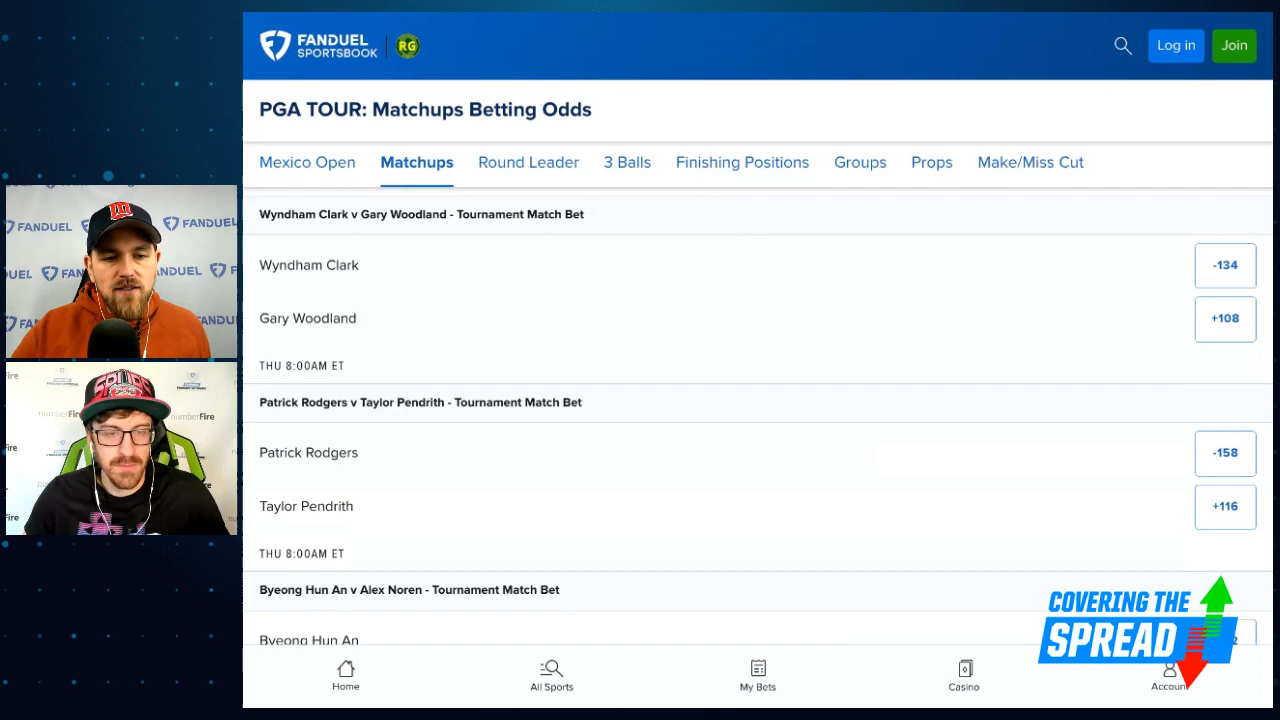 FANDUEL
SPORTSBOOK
RG
Log in
Join
PGA TOUR: Matchups Betting Odds
Mexico Open
Matchups
Round Leader
3 Balls
Finishing Positions
Groups
Props
Make/Miss Cut
Wyndham Clark v Gary Woodland - Tournament Match Bet
Wyndham Clark
-134
Gary Woodland
+108
THU 8:00AM ET
Patrick Rodgers v Taylor Pendrith - Tournament Match Bet
Patrick Rodgers
-158
Taylor Pendrith
+116
THU 8:00AM ET
Byeong Hun An v Alex Noren - Tournament Match Bet
Byeong Hun An
COVERING THE
SPREAD
Home
All Sports
My Bets
Casino
Account
FANDUEL
numberFire